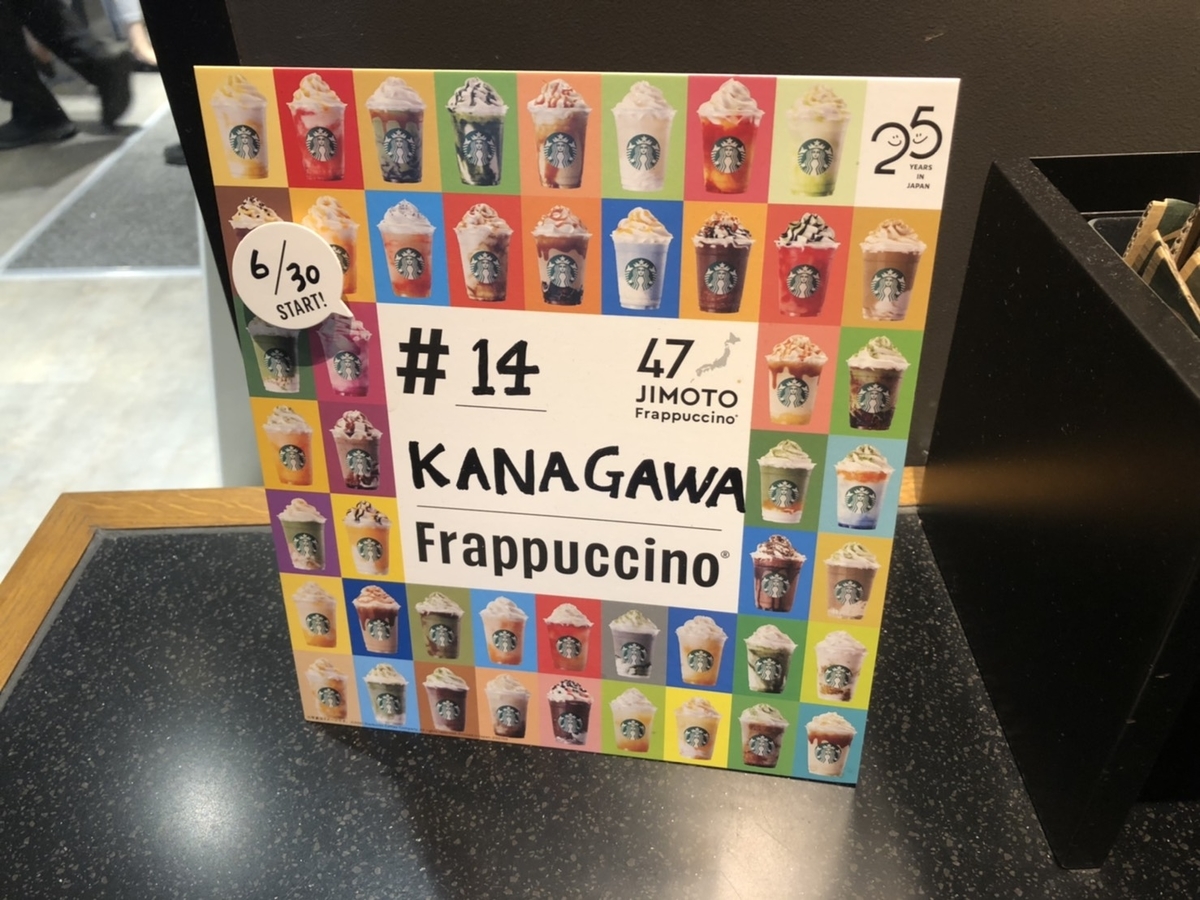 25
YEARS
IN
JAPAN
6/30
START!
# 14
47
JIMOTO
Frappuccino®
KANAGAWA
Frappuccino®